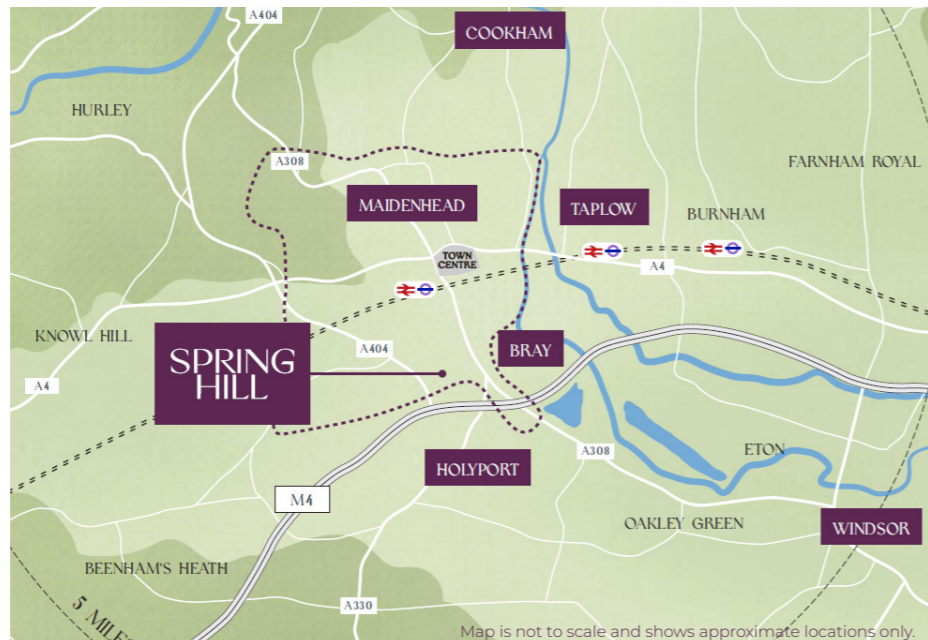 A404
COOKHAM
HURLEY
A308
FARNHAM ROYAL
MAIDENHEAD
TAPLOW
BURNHAM
TOWN
CENTRE
A4
KNOWL HILL
SPRING
HILL
A404
BRAY
A4
HOLYPORT
A308
ETON
M4
OAKLEY GREEN
WINDSOR
BEENHAM'S HEATH
5 MILES
A330
Map is not to scale and shows approximate locations only.